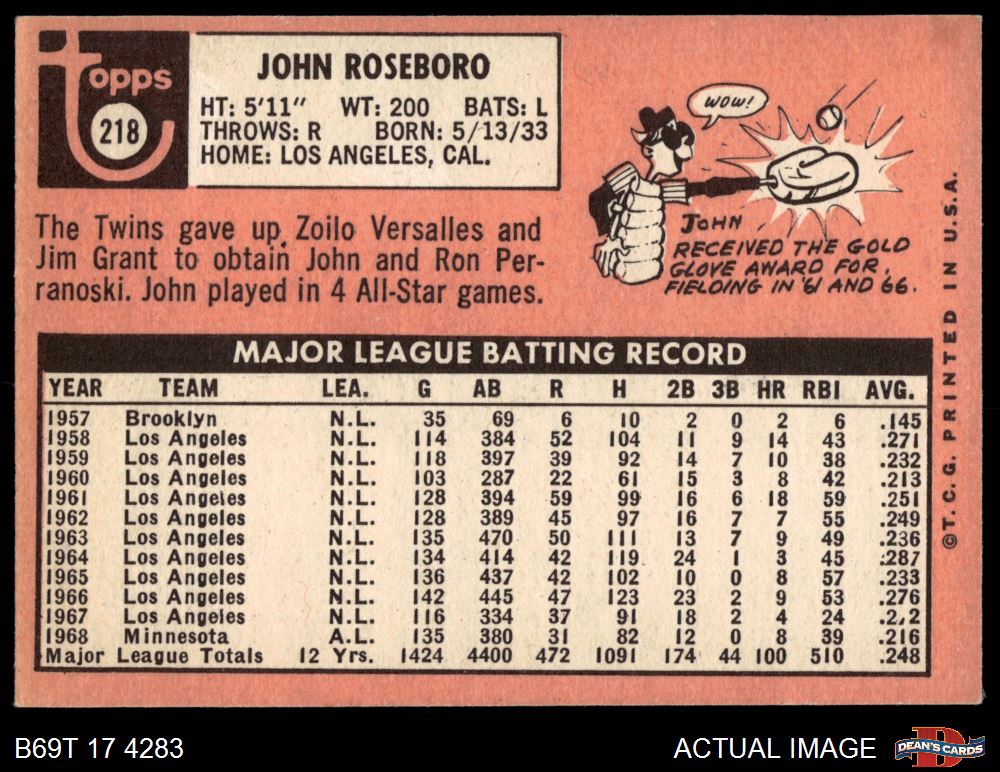 topps
218
JOHN ROSEBORO
HT: 5'11" WT: 200 BATS: L
THROWS: R BORN: 5/13/33
HOME: LOS ANGELES, CAL.
The Twins gave up Zoilo Versalles and
Jim Grant to obtain John and Ron Per-
ranoski. John played in 4 All-Star games.
WOW!
JOHN
RECEIVED THE GOLD
GLOVE AWARD FOR
FIELDING IN '61 AND 66.
MAJOR LEAGUE BATTING RECORD
YEAR TEAM LEA. G AB R H 2B 3B HR RBI AVG.
1957 Brooklyn N.L. 35 69 6 10 2 0 2 6 .145
1958 Los Angeles N.L. 114 384 52 104 11 9 14 43 .271
1959 Los Angeles N.L. 118 397 39 92 14 7 10 38 .232
1960 Los Angeles N.L. 103 287 22 61 15 3 8 42 .213
1961 Los Angeles N.L. 128 394 59 99 16 6 18 59 .251
1962 Los Angeles N.L. 128 389 45 97 16 7 7 55 .249
1963 Los Angeles N.L. 135 470 50 111 13 7 9 49 .236
1964 Los Angeles N.L. 134 414 42 119 24 1 3 45 .287
1965 Los Angeles N.L. 136 437 42 102 10 0 8 57 .233
1966 Los Angeles N.L. 142 445 47 123 23 2 9 53 .276
1967 Los Angeles N.L. 116 334 37 91 18 2 4 24
1968 Minnesota A.L. 135 380 31 82 12 0 8 39 .216
Major League Totals 12 Yrs. 1424 4400 472 1091 174 44 100 510 .248
©T.C.G. PRINTED IN U.S.A.
B69T 17 4283
ACTUAL IMAGE
DEAN'S CARDS